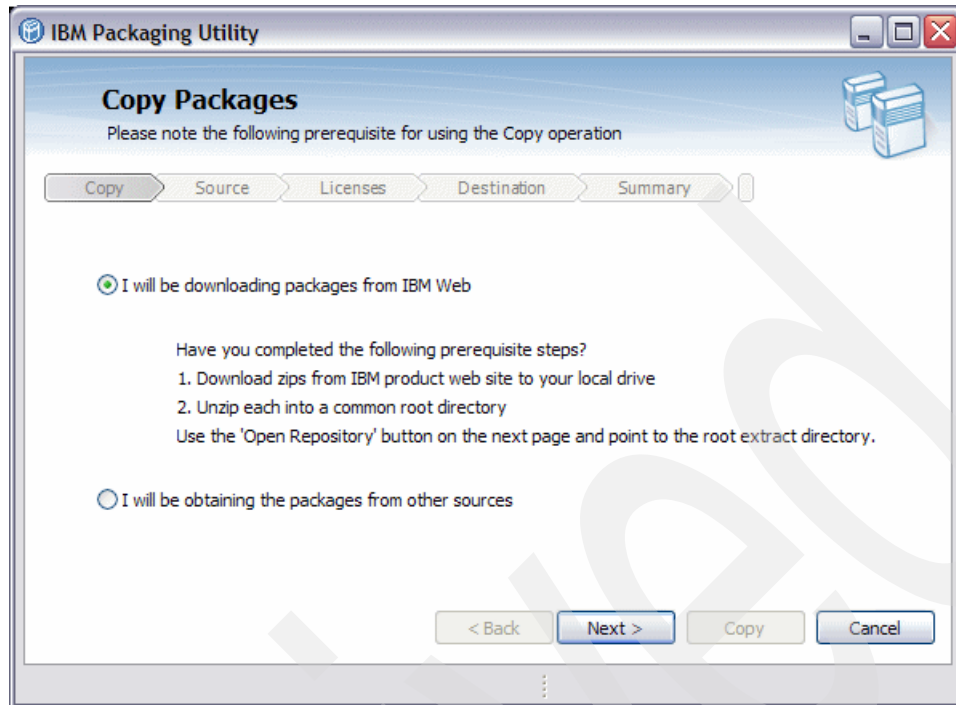 IBM Packaging Utility
Copy Packages
Please note the following prerequisite for using the Copy operation
Copy Source Licenses Destination Summary
I will be downloading packages from IBM Web
Have you completed the following prerequisite steps?
1. Download zips from IBM product web site to your local drive
2. Unzip each into a common root directory
Use the 'Open Repository' button on the next page and point to the root extract directory.
I will be obtaining the packages from other sources
< Back Next > Copy Cancel